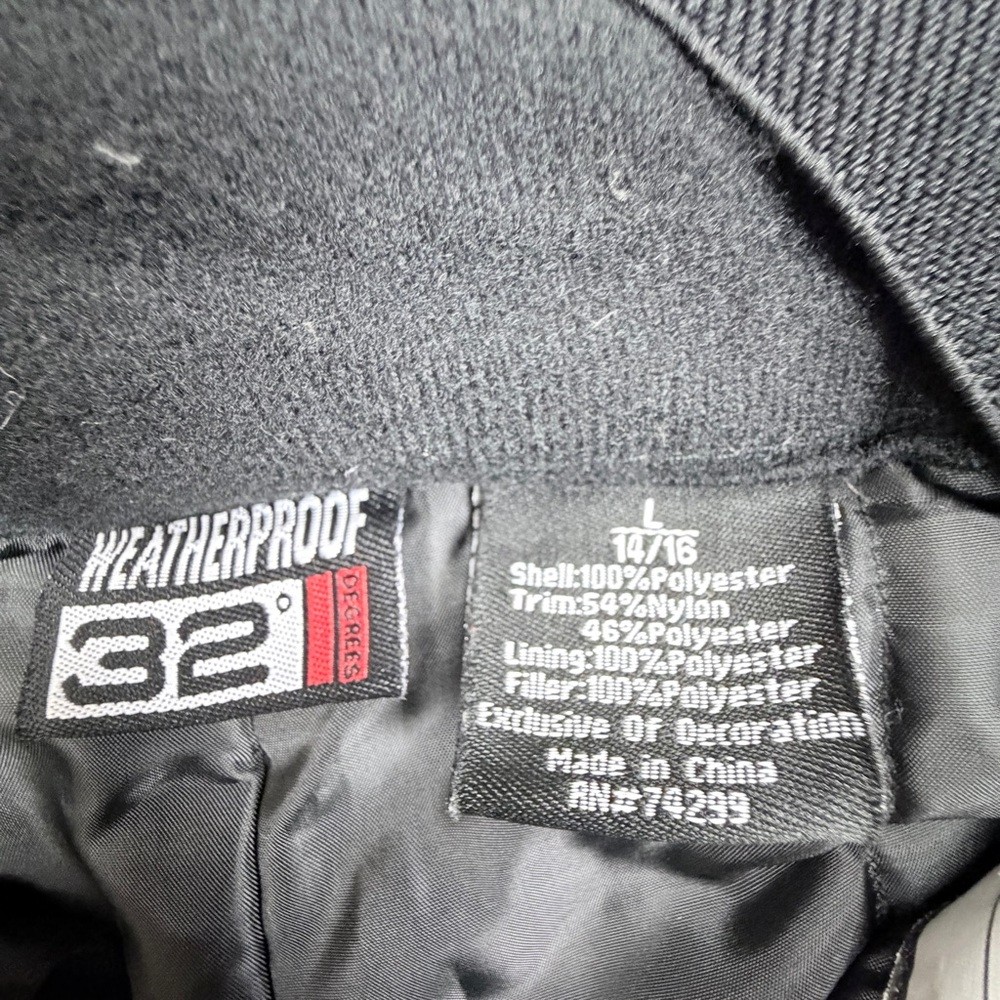 WEATHERPROOF
32°
DEGREES
L
14/16
Shell:100%Polyester
Trim:54%Nylon
46%Polyester
Lining:100%Polyester
Filler:100%Polyester
Exclusive Of Decoration
Made in China
RN#74299